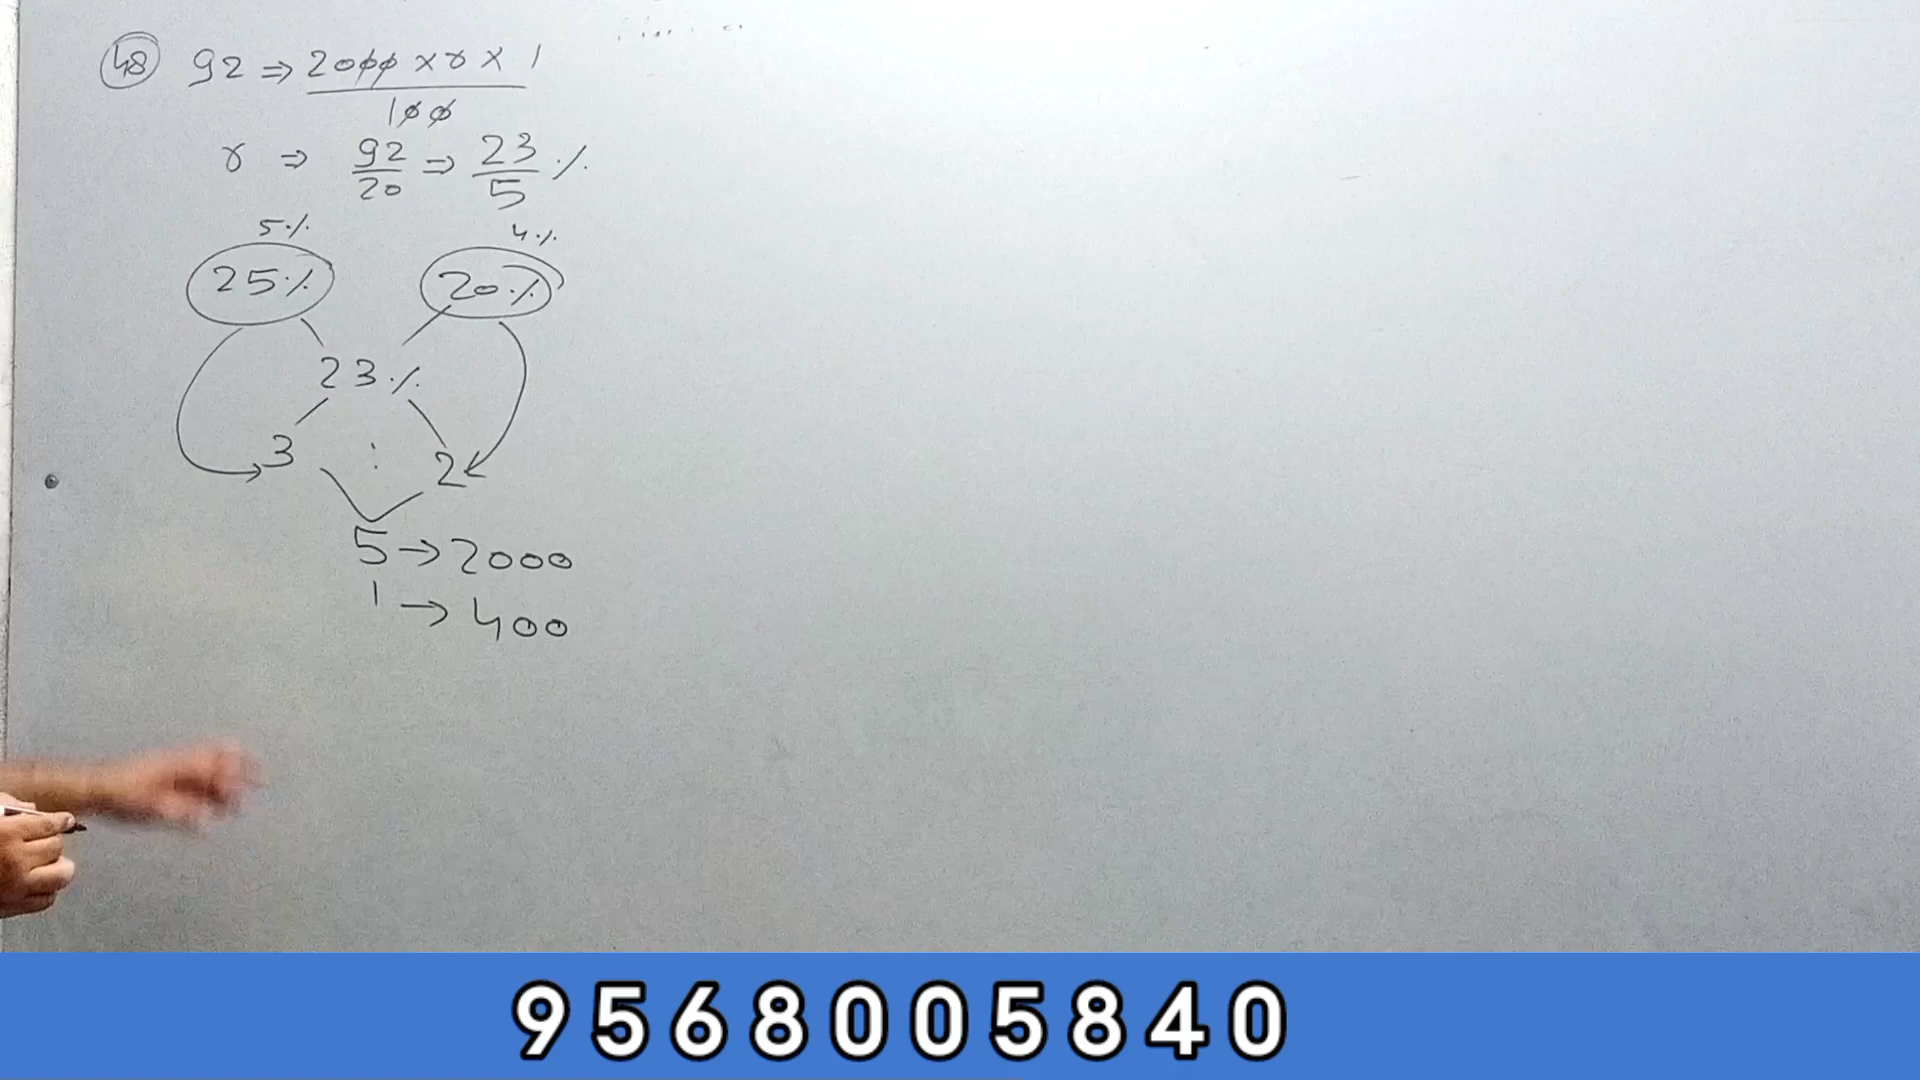 48 92 ⇒ 2000 × r × 1
100
r ⇒ 92/20 ⇒ 23/5 %
5% 4%
25% 20%
23%
3 : 2
5 → 2000
1 → 400
9568005840